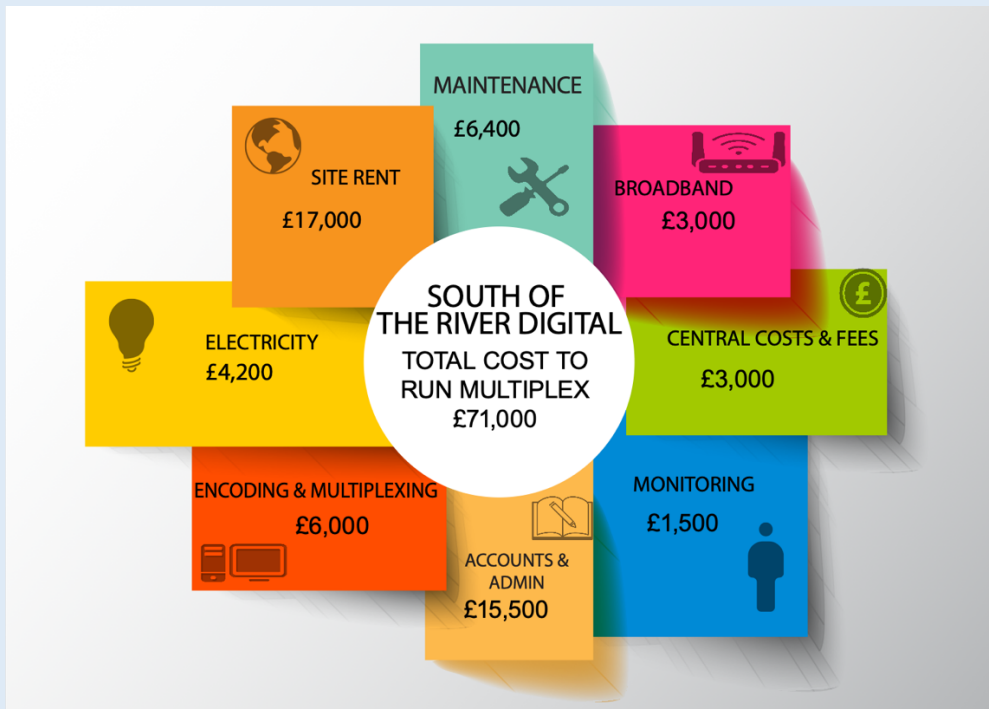 MAINTENANCE
£6,400
BROADBAND
£3,000
SITE RENT
£17,000
SOUTH OF
THE RIVER DIGITAL
TOTAL COST TO
RUN MULTIPLEX
£71,000
£
CENTRAL COSTS & FEES
£3,000
ELECTRICITY
£4,200
ENCODING & MULTIPLEXING
£6,000
ACCOUNTS &
ADMIN
£15,500
MONITORING
£1,500